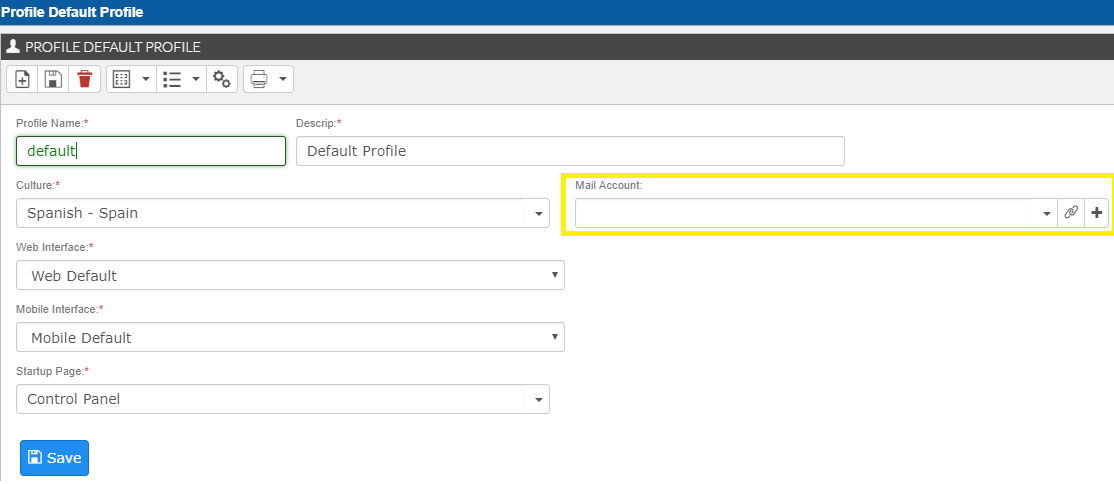 Profile Default Profile
PROFILE DEFAULT PROFILE
Profile Name:* Descrip:*
default Default Profile
Culture:* Mail Account:
Spanish - Spain
Web Interface:*
Web Default
Mobile Interface:*
Mobile Default
Startup Page:*
Control Panel
Save